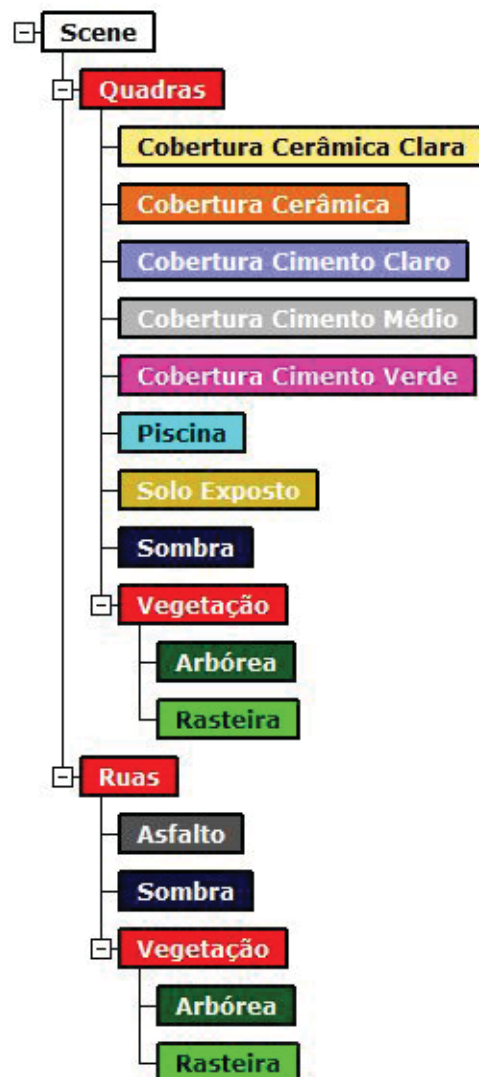 Scene
Quadras
Cobertura Cerâmica Clara
Cobertura Cerâmica
Cobertura Cimento Claro
Cobertura Cimento Médio
Cobertura Cimento Verde
Piscina
Solo Exposto
Sombra
Vegetação
Arbórea
Rasteira
Ruas
Asfalto
Sombra
Vegetação
Arbórea
Rasteira